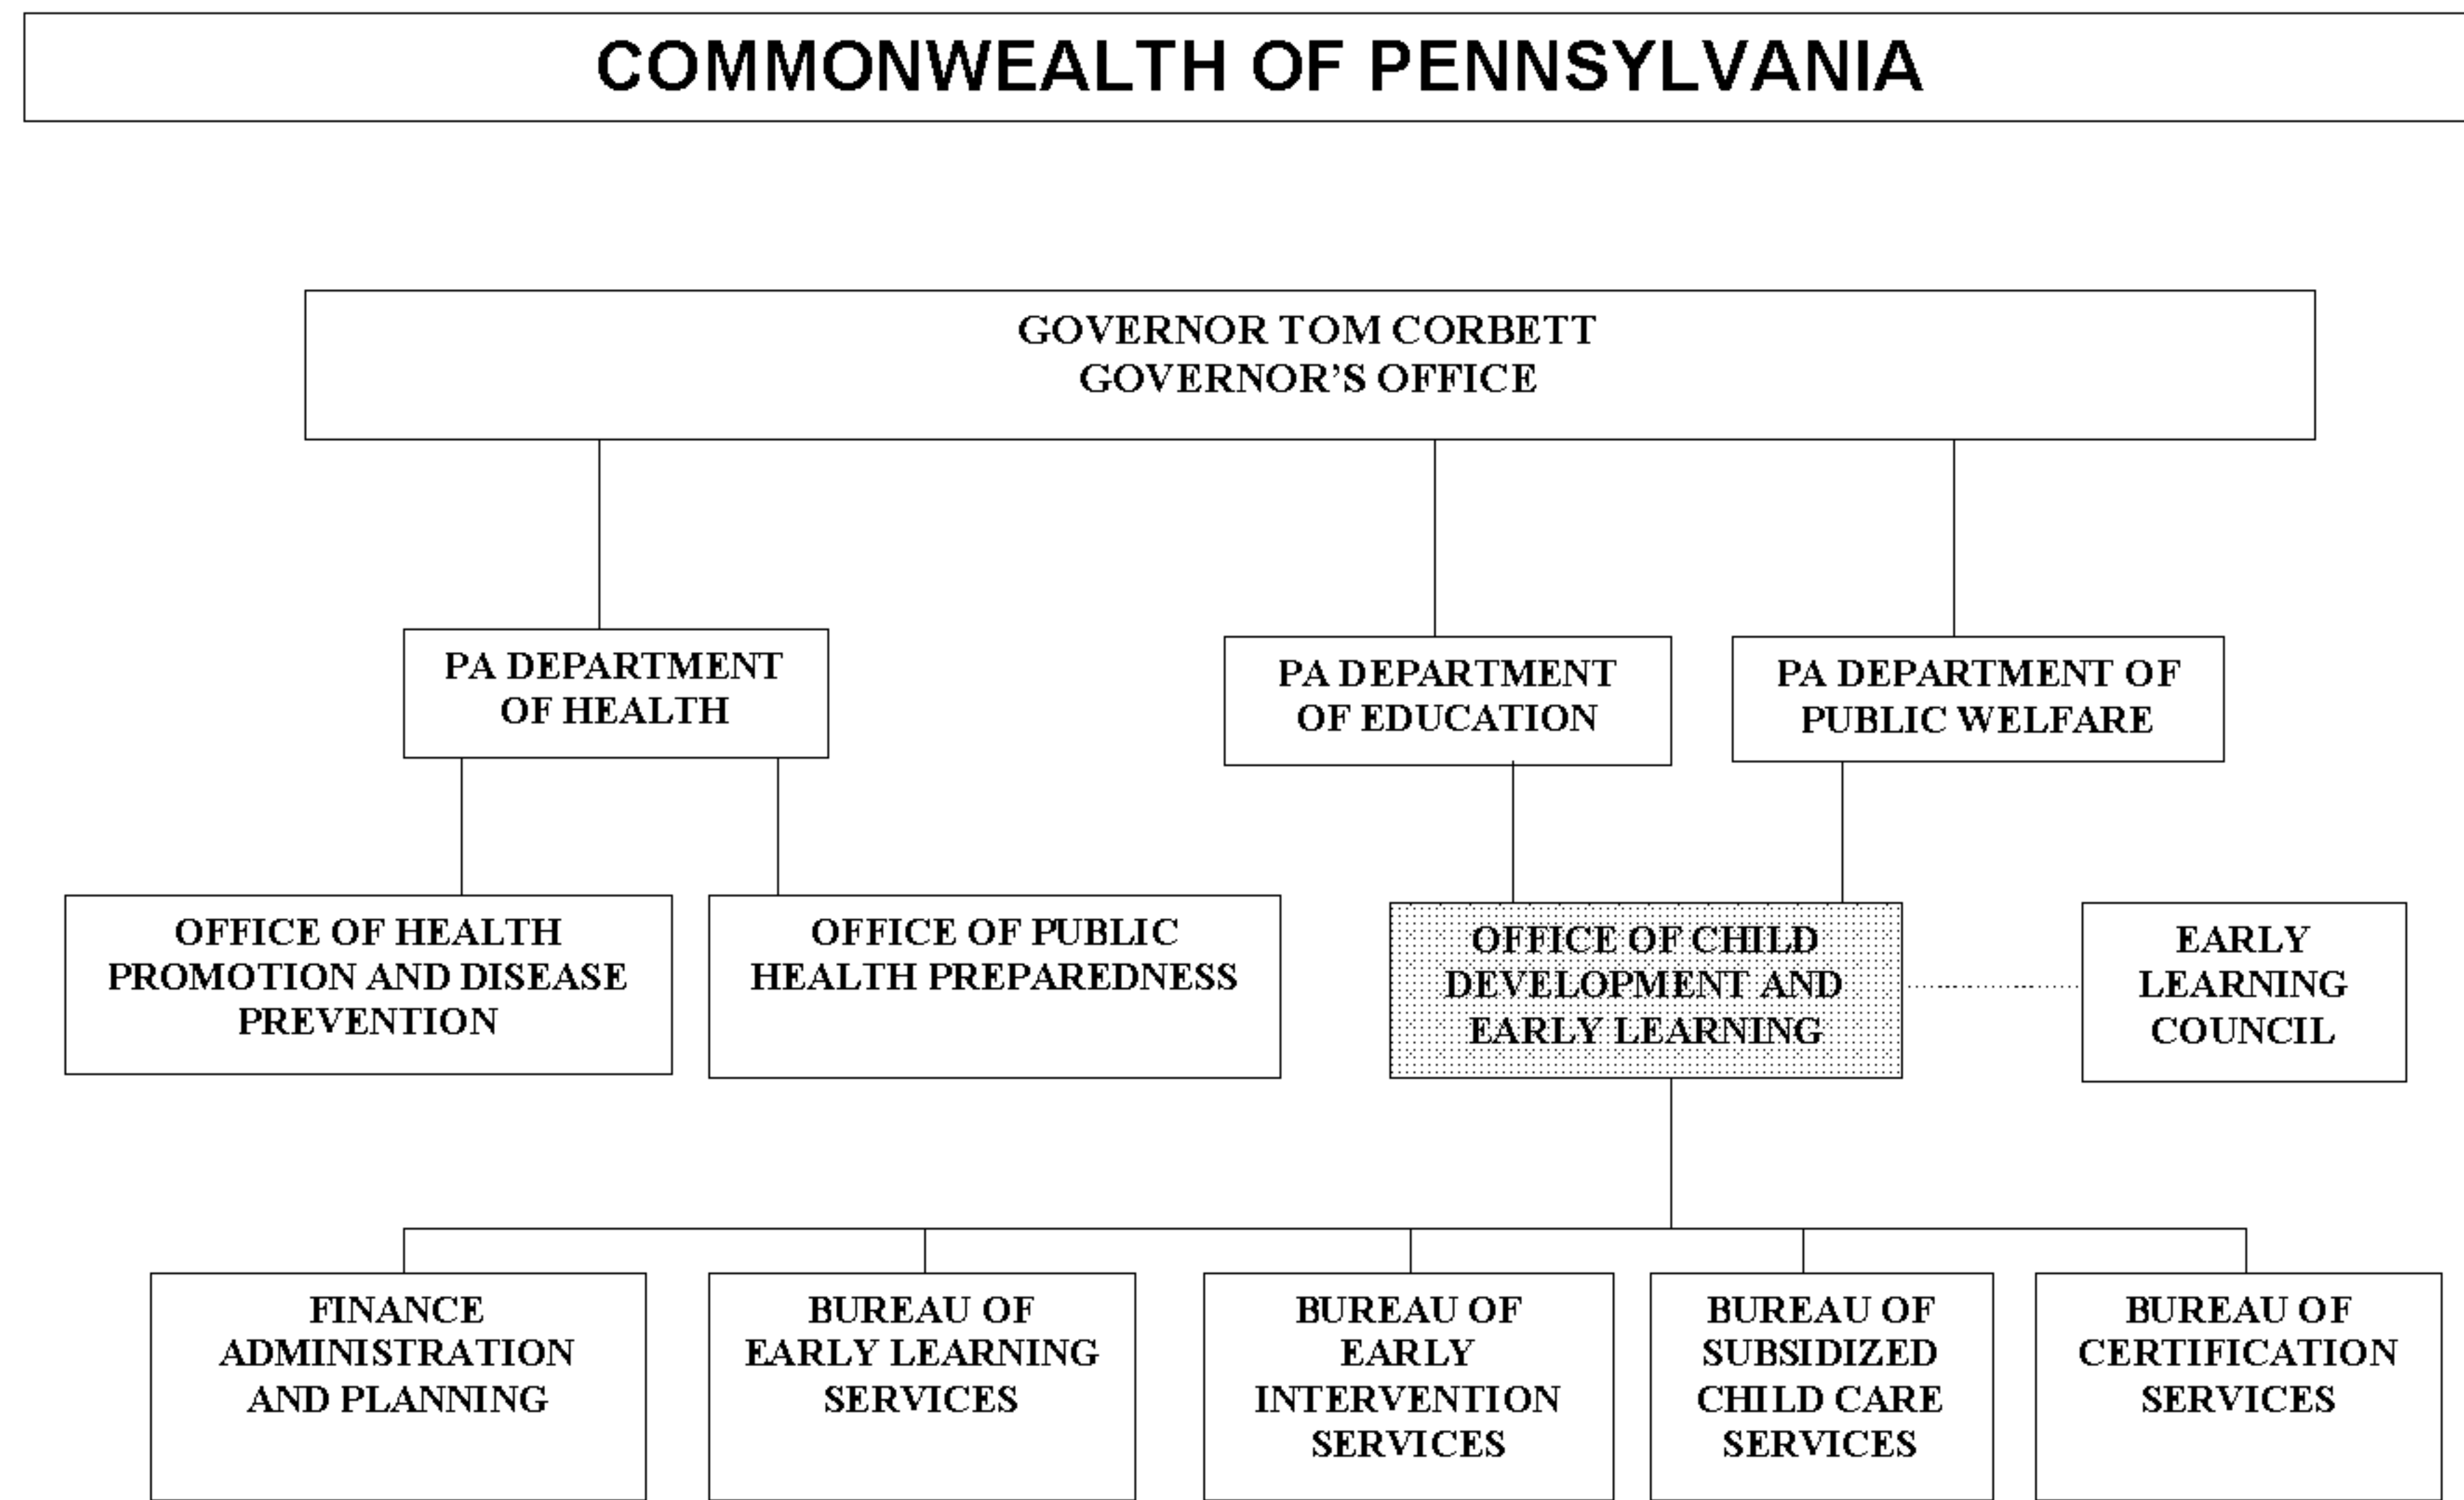 COMMONWEALTH OF PENNSYLVANIA
GOVERNOR TOM CORBETT
GOVERNOR’S OFFICE
PA DEPARTMENT
OF HEALTH
PA DEPARTMENT
OF EDUCATION
PA DEPARTMENT OF
PUBLIC WELFARE
OFFICE OF HEALTH
PROMOTION AND DISEASE
PREVENTION
OFFICE OF PUBLIC
HEALTH PREPAREDNESS
OFFICE OF CHILD
DEVELOPMENT AND
EARLY LEARNING
EARLY
LEARNING
COUNCIL
FINANCE
ADMINISTRATION
AND PLANNING
BUREAU OF
EARLY LEARNING
SERVICES
BUREAU OF
EARLY
INTERVENTION
SERVICES
BUREAU OF
SUBSIDIZED
CHILD CARE
SERVICES
BUREAU OF
CERTIFICATION
SERVICES